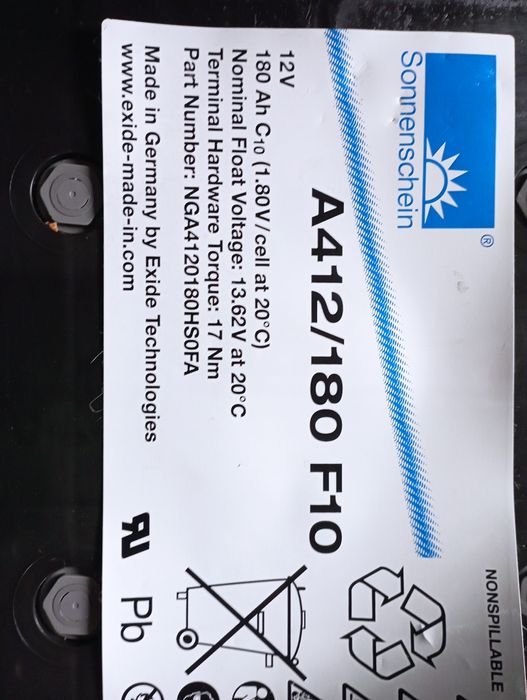 Sonnenschein
®
NONSPILLABLE
A412/180 F10
12V
180 Ah C10 (1.80V/cell at 20°C)
Nominal Float Voltage: 13.62V at 20°C
Terminal Hardware Torque: 17 Nm
Part Number: NGA4120180HS0FA
Made in Germany by Exide Technologies
www.exide-made-in.com
Pb